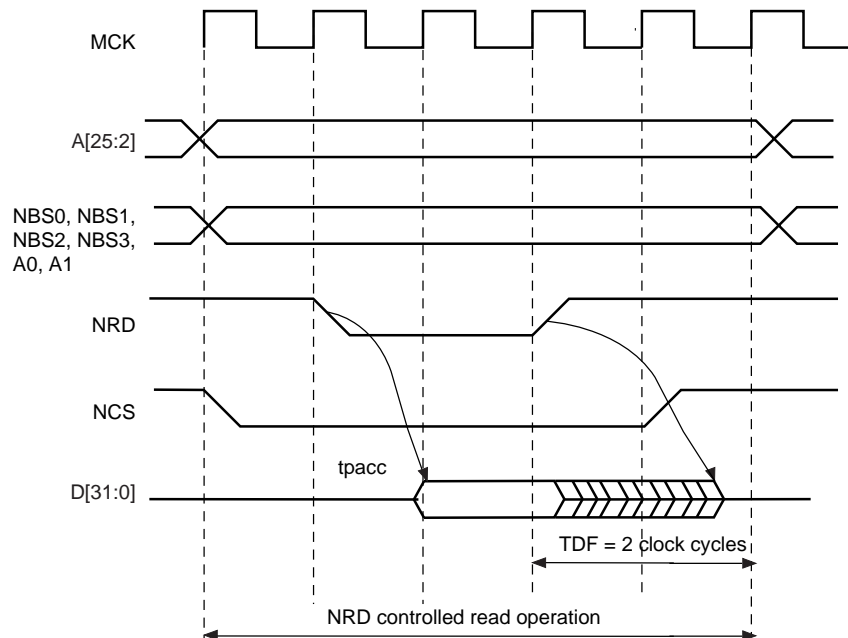 MCK
A[25:2]
NBS0, NBS1,
NBS2, NBS3,
A0, A1
NRD
NCS
tpacc
D[31:0]
TDF = 2 clock cycles
NRD controlled read operation